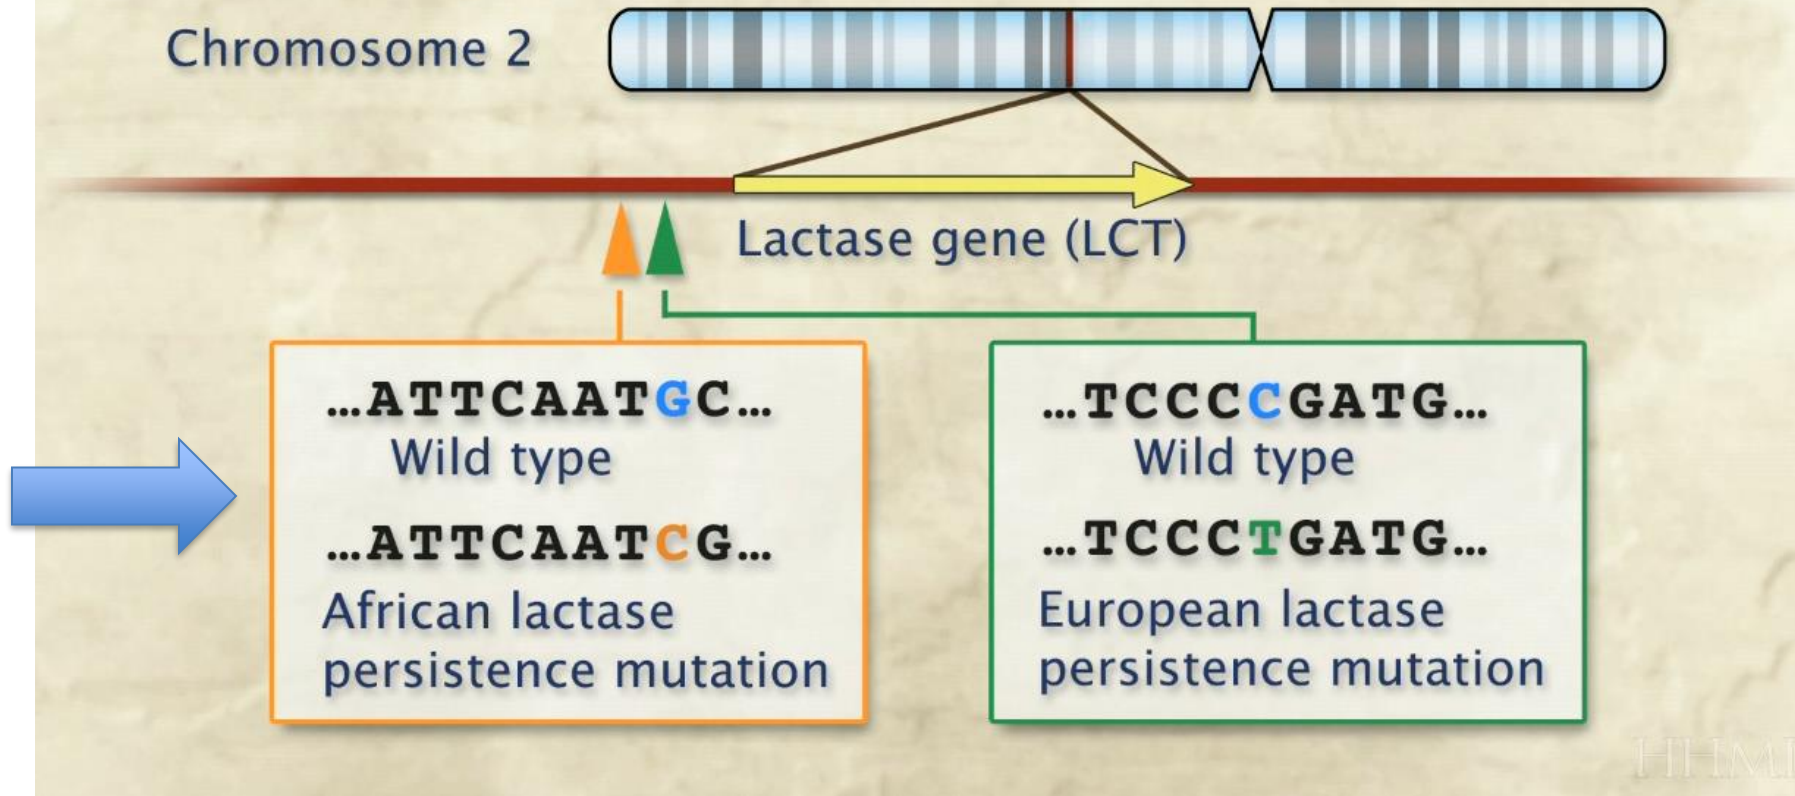 Chromosome 2
Lactase gene (LCT)
...ATTCAATGC...
Wild type
...ATTCAATCG...
African lactase
persistence mutation
...TCCCCGATG...
Wild type
...TCCCTGATG...
European lactase
persistence mutation
HHMI